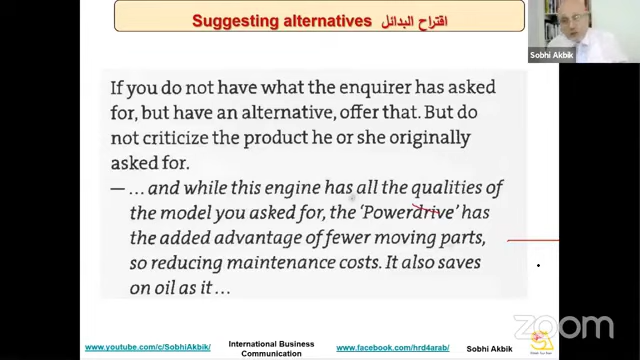 Suggesting alternatives اقتراح البدائل
Sobhi Akbik
If you do not have what the enquirer has asked
for, but have an alternative, offer that. But do
not criticize the product he or she originally
asked for.
— … and while this engine has all the qualities of
the model you asked for, the ‘Powerdrive’ has
the added advantage of fewer moving parts,
so reducing maintenance costs. It also saves
on oil as it …
zoom
www.youtube.com/c/SobhiAkbik/
International Business
Communication
www.facebook.com/hrd4arab/
Sobhi Akbik